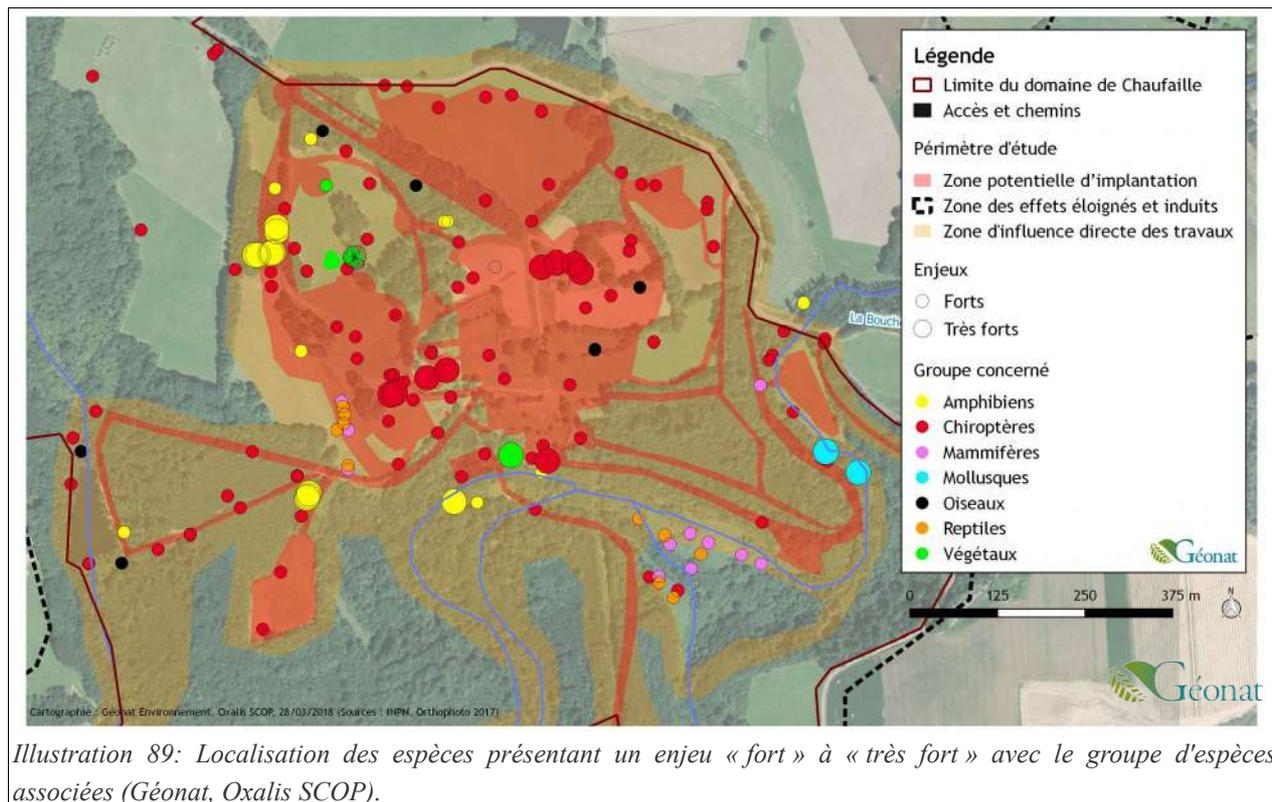 Légende
Limite du domaine de Chaufaille
Accès et chemins
Périmètre d'étude
Zone potentielle d'implantation
Zone des effets éloignés et induits
Zone d'influence directe des travaux
Enjeux
Forts
Très forts
Groupe concerné
Amphibiens
Chiroptères
Mammifères
Mollusques
Oiseaux
Reptiles
Végétaux
Géonat
La Bouch
0 125 250 375 m
N
Géonat
Cartographie : Géonat Environnement, Oxalis SCOP, 28/03/2018 (Sources : INPN, Orthophoto 2017)
Illustration 89: Localisation des espèces présentant un enjeu « fort » à « très fort » avec le groupe d'espèces
associées (Géonat, Oxalis SCOP).